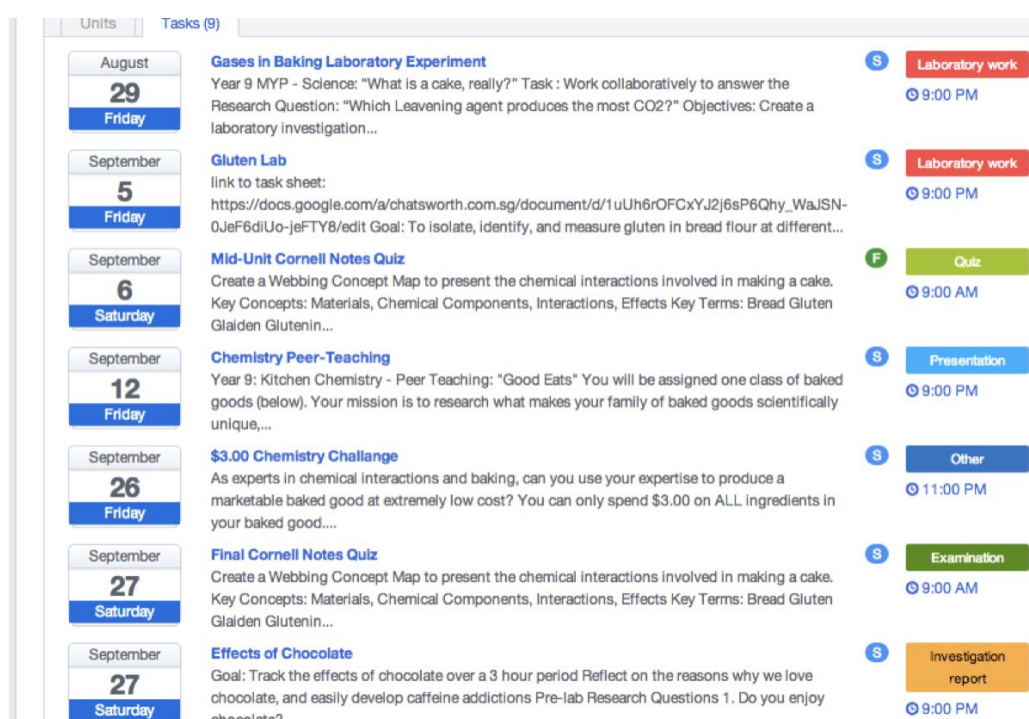 Units Tasks (9)
August
29
Friday
Gases in Baking Laboratory Experiment
Year 9 MYP - Science: “What is a cake, really?” Task : Work collaboratively to answer the
Research Question: “Which Leavening agent produces the most CO2?” Objectives: Create a
laboratory investigation...
S
Laboratory work
9:00 PM
September
5
Friday
Gluten Lab
link to task sheet:
https://docs.google.com/a/chatsworth.com.sg/document/d/1uUh6rOFCxYJ2j6sP6Qhy_WaJSN-
0JeF6diUo-jeFTY8/edit Goal: To isolate, identify, and measure gluten in bread flour at different...
S
Laboratory work
9:00 PM
September
6
Saturday
Mid-Unit Cornell Notes Quiz
Create a Webbing Concept Map to present the chemical interactions involved in making a cake.
Key Concepts: Materials, Chemical Components, Interactions, Effects Key Terms: Bread Gluten
Glaiden Glutenin...
F
Quiz
9:00 AM
September
12
Friday
Chemistry Peer-Teaching
Year 9: Kitchen Chemistry - Peer Teaching: "Good Eats" You will be assigned one class of baked
goods (below). Your mission is to research what makes your family of baked goods scientifically
unique,...
S
Presentation
9:00 PM
September
26
Friday
$3.00 Chemistry Challange
As experts in chemical interactions and baking, can you use your expertise to produce a
marketable baked good at extremely low cost? You can only spend $3.00 on ALL ingredients in
your baked good....
S
Other
11:00 PM
September
27
Saturday
Final Cornell Notes Quiz
Create a Webbing Concept Map to present the chemical interactions involved in making a cake.
Key Concepts: Materials, Chemical Components, Interactions, Effects Key Terms: Bread Gluten
Glaiden Glutenin...
S
Examination
9:00 AM
September
27
Saturday
Effects of Chocolate
Goal: Track the effects of chocolate over a 3 hour period Reflect on the reasons why we love
chocolate, and easily develop caffeine addictions Pre-lab Research Questions 1. Do you enjoy
chocolate?
S
Investigation
report
9:00 PM